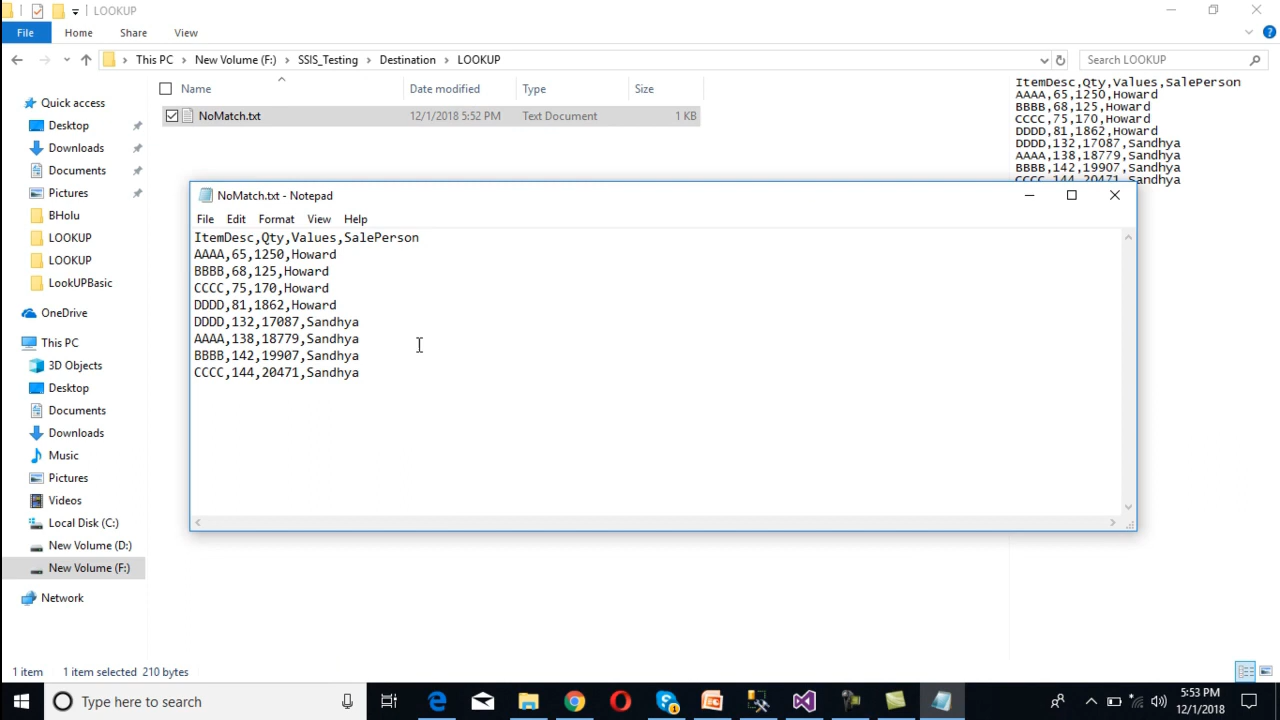 LOOKUP
File Home Share View
This PC New Volume (F:) SSIS_Testing Destination LOOKUP Search LOOKUP
Name Date modified Type Size
NoMatch.txt 12/1/2018 5:52 PM Text Document 1 KB
Quick access
Desktop
Downloads
Documents
Pictures
BHolu
LOOKUP
LOOKUP
LookUPBasic
OneDrive
This PC
3D Objects
Desktop
Documents
Downloads
Music
Pictures
Videos
Local Disk (C:)
New Volume (D:)
New Volume (F:)
Network
NoMatch.txt - Notepad
File Edit Format View Help
ItemDesc,Qty,Values,SalePerson
AAAA,65,1250,Howard
BBBB,68,125,Howard
CCCC,75,170,Howard
DDDD,81,1862,Howard
DDDD,132,17087,Sandhya
AAAA,138,18779,Sandhya
BBBB,142,19907,Sandhya
CCCC,144,20471,Sandhya
ItemDesc,Qty,Values,SalePerson
AAAA,65,1250,Howard
BBBB,68,125,Howard
CCCC,75,170,Howard
DDDD,81,1862,Howard
DDDD,132,17087,Sandhya
AAAA,138,18779,Sandhya
BBBB,142,19907,Sandhya
CCCC,144,20471,Sandhya
1 item 1 item selected 210 bytes
Type here to search
5:53 PM
12/1/2018